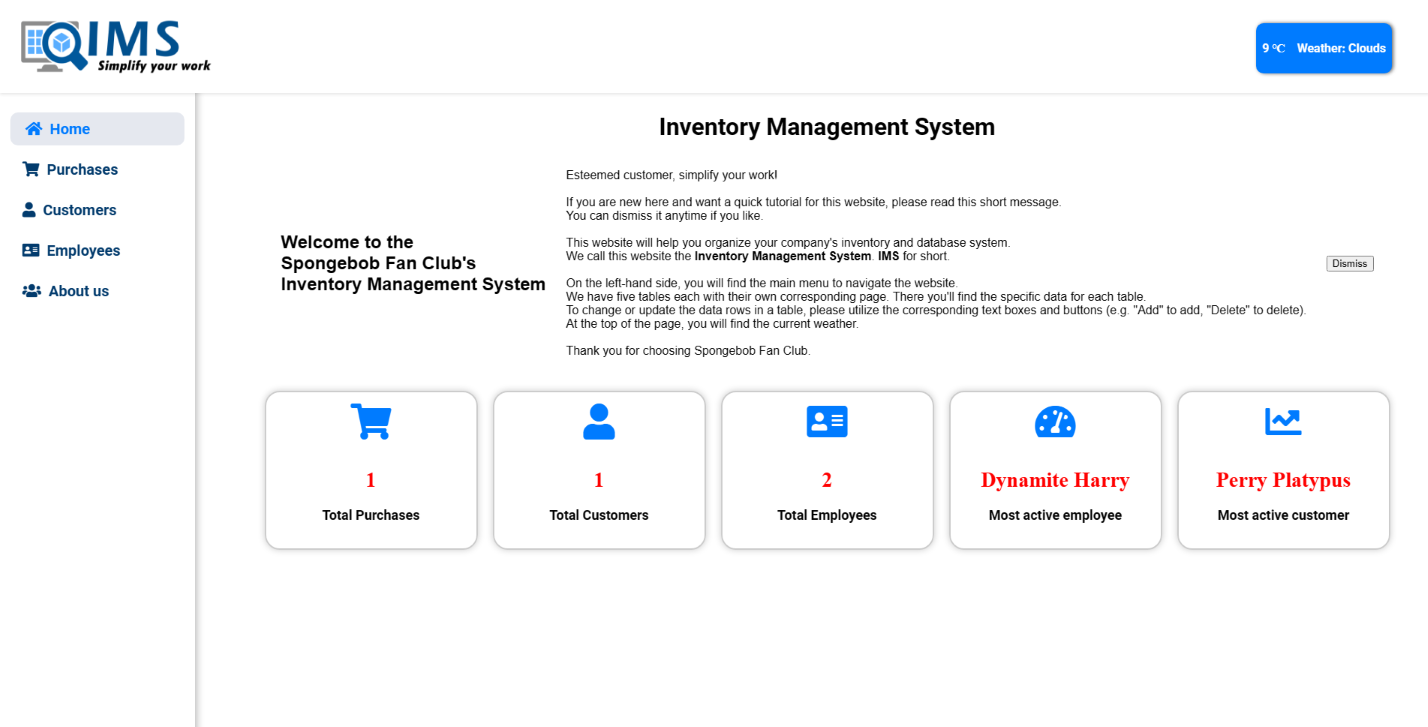 IMS
Simplify your work
9 °C Weather: Clouds
Home
Purchases
Customers
Employees
About us
Inventory Management System
Welcome to the
Spongebob Fan Club's
Inventory Management System
Esteemed customer, simplify your work!
If you are new here and want a quick tutorial for this website, please read this short message.
You can dismiss it anytime if you like.
This website will help you organize your company's inventory and database system.
We call this website the Inventory Management System. IMS for short.
On the left-hand side, you will find the main menu to navigate the website.
We have five tables each with their own corresponding page. There you'll find the specific data for each table.
To change or update the data rows in a table, please utilize the corresponding text boxes and buttons (e.g. "Add" to add, "Delete" to delete).
At the top of the page, you will find the current weather.
Thank you for choosing Spongebob Fan Club.
Dismiss
1
Total Purchases
1
Total Customers
2
Total Employees
Dynamite Harry
Most active employee
Perry Platypus
Most active customer